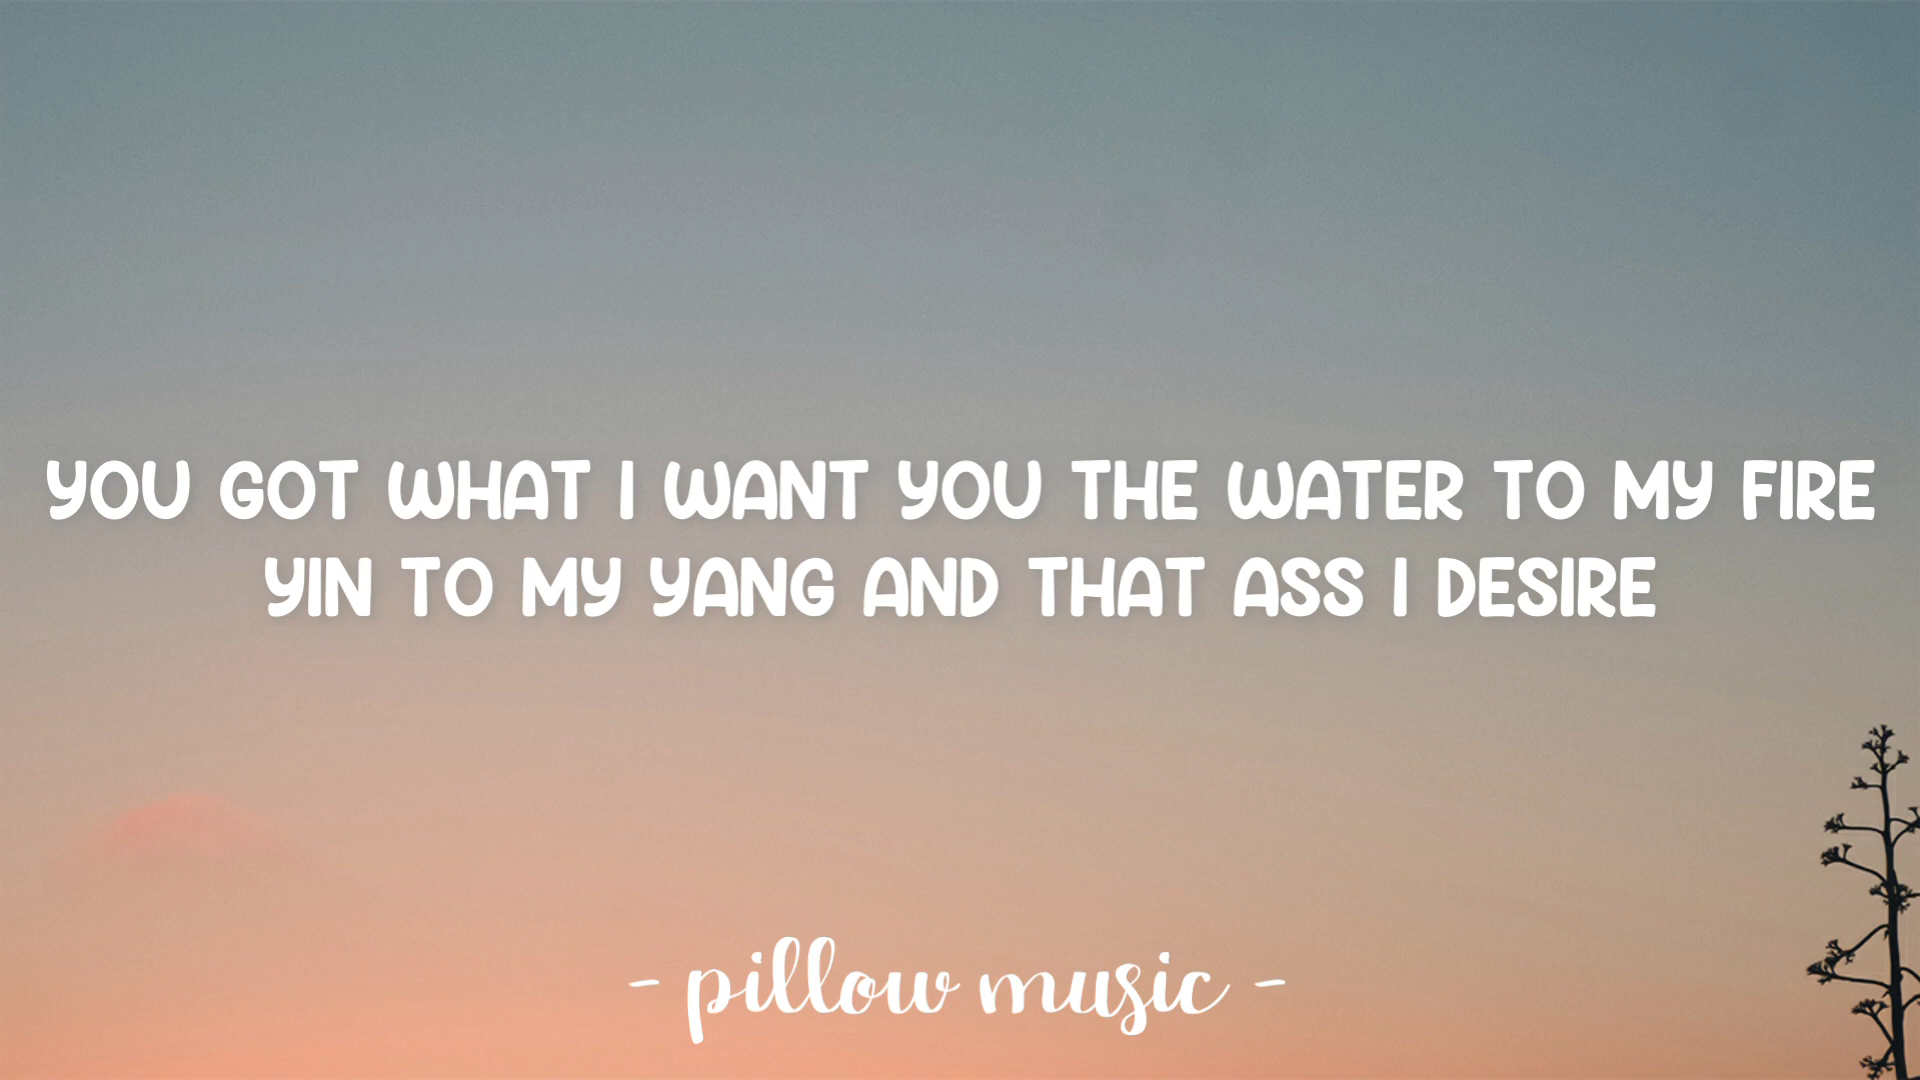 YOU GOT WHAT I WANT YOU THE WATER TO MY FIRE
YIN TO MY YANG AND THAT ASS I DESIRE
- pillow music -